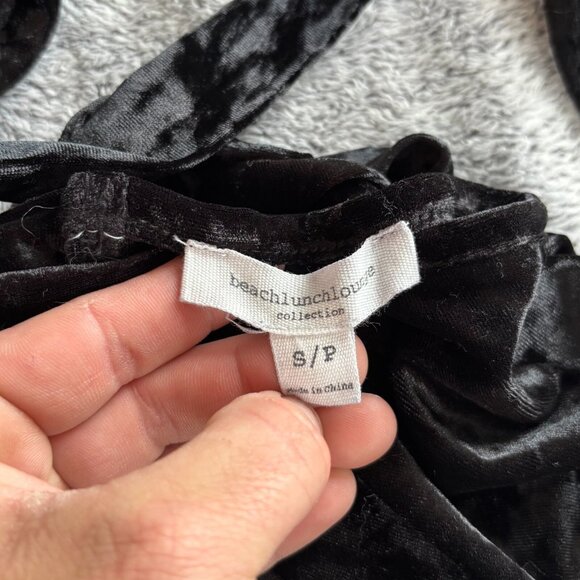 beachlunchlounge
collection
S/P
Made in China